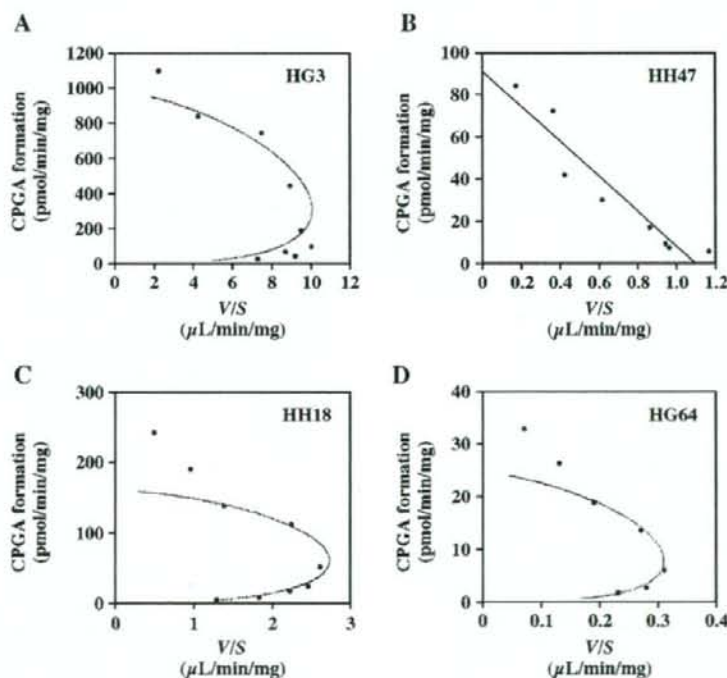 A
HG3
CPGA formation
(pmol/min/mg)
1200
1000
800
600
400
200
0
0 2 4 6 8 10 12
V/S
(µL/min/mg)
B
HH47
CPGA formation
(pmol/min/mg)
100
80
60
40
20
0
0 0.4 0.6 0.8 1.0 1.2
V/S
(µL/min/mg)
C
HH18
CPGA formation
(pmol/min/mg)
300
200
100
0
0 1 2 3
V/S
(µL/min/mg)
D
HG64
CPGA formation
(pmol/min/mg)
40
30
20
10
0
0 0.1 0.2 0.3 0.4
V/S
(µL/min/mg)